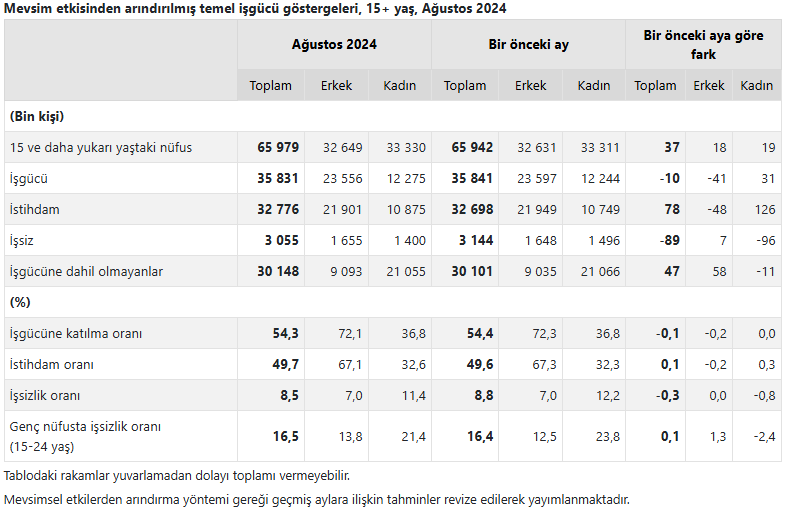 Mevsim etkisinden arındırılmış temel işgücü göstergeleri, 15+ yaş, Ağustos 2024
Ağustos 2024 Bir önceki ay Bir önceki aya göre
fark
Toplam Erkek Kadın Toplam Erkek Kadın Toplam Erkek Kadın
(Bin kişi)
15 ve daha yukarı yaştaki nüfus 65 979 32 649 33 330 65 942 32 631 33 311 37 18 19
İşgücü 35 831 23 556 12 275 35 841 23 597 12 244 -10 -41 31
İstihdam 32 776 21 901 10 875 32 698 21 949 10 749 78 -48 126
İşsiz 3 055 1 655 1 400 3 144 1 648 1 496 -89 7 -96
İşgücüne dahil olmayanlar 30 148 9 093 21 055 30 101 9 035 21 066 47 58 -11
(%)
İşgücüne katılma oranı 54,3 72,1 36,8 54,4 72,3 36,8 -0,1 -0,2 0,0
İstihdam oranı 49,7 67,1 32,6 49,6 67,3 32,3 0,1 -0,2 0,3
İşsizlik oranı 8,5 7,0 11,4 8,8 7,0 12,2 -0,3 0,0 -0,8
Genç nüfusta işsizlik oranı
(15-24 yaş) 16,5 13,8 21,4 16,4 12,5 23,8 0,1 1,3 -2,4
Tablodaki rakamlar yuvarlamadan dolayı toplamı vermeyebilir.
Mevsimsel etkilerden arındırma yöntemi gereği geçmiş aylara ilişkin tahminler revize edilerek yayımlanmaktadır.